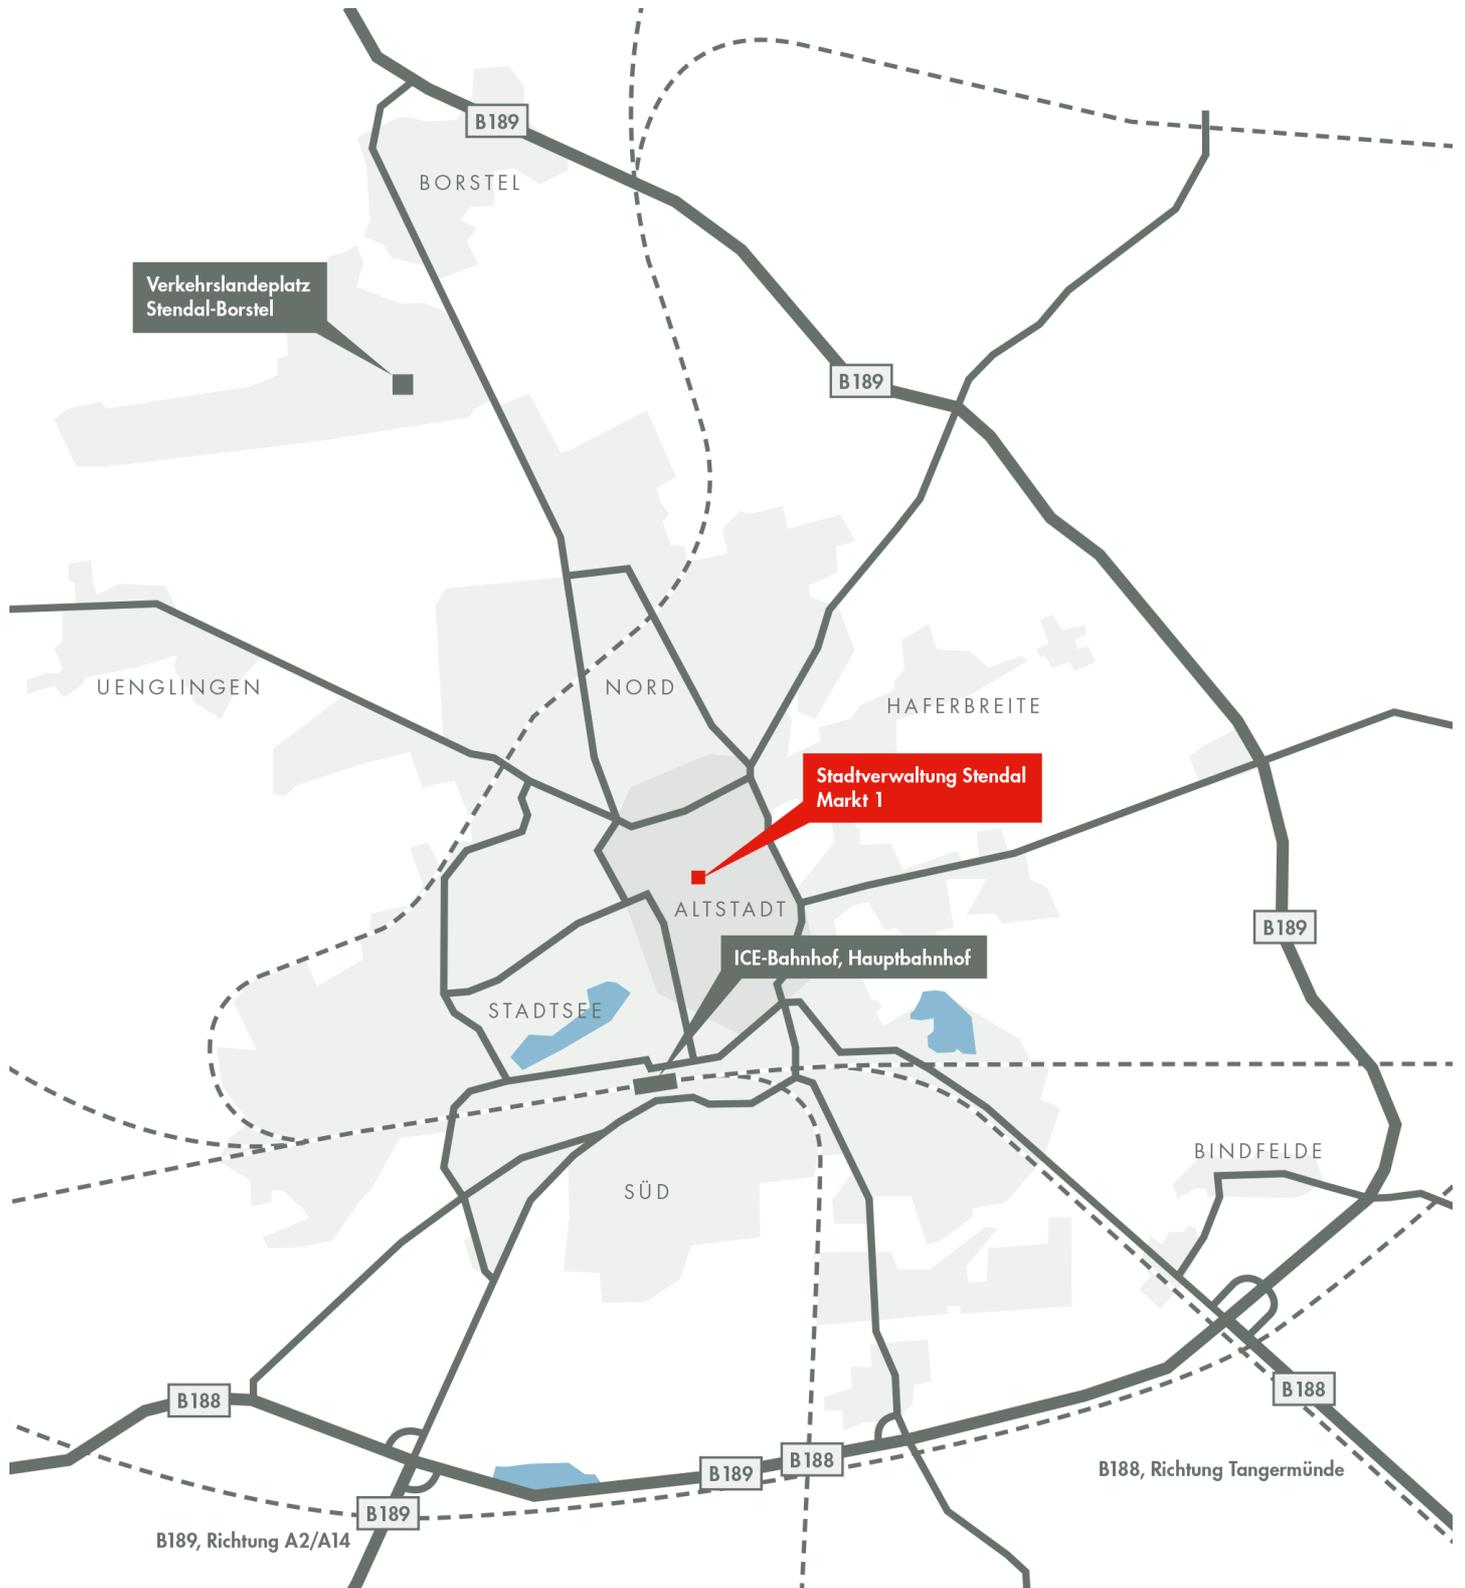 B189
BORSTEL
Verkehrslandeplatz
Stendal-Borstel
B189
UENGLINGEN
NORD
HAFERBREITE
Stadtverwaltung Stendal
Markt 1
ALTSTADT
B189
ICE-Bahnhof, Hauptbahnhof
STADTSEE
BINDFELDE
SÜD
B188
B188
B188
B189
B188, Richtung Tangermünde
B189
B189, Richtung A2/A14